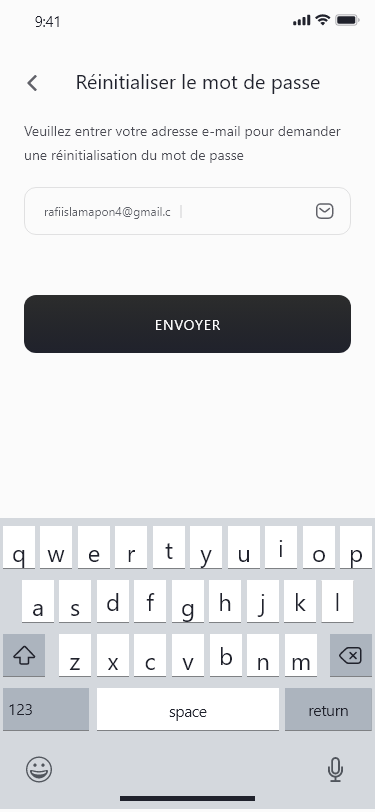 9:41
Réinitialiser le mot de passe
Veuillez entrer votre adresse e-mail pour demander
une réinitialisation du mot de passe
rafiislamapon4@gmail.c
ENVOYER
q w e r t y u i o p
a s d f g h j k l
z x c v b n m
123 space return